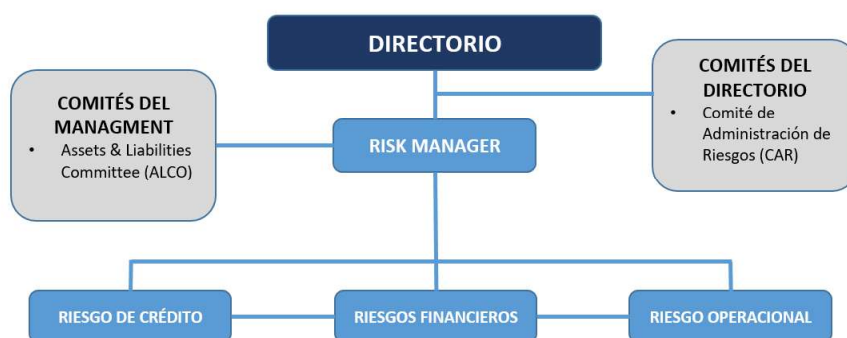 DIRECTORIO
COMITÉS DEL
DIRECTORIO
• Comité de
Administración de
Riesgos (CAR)
COMITÉS DEL
MANAGMENT
• Assets & Liabilities
Committee (ALCO)
RISK MANAGER
RIESGO DE CRÉDITO
RIESGOS FINANCIEROS
RIESGO OPERACIONAL